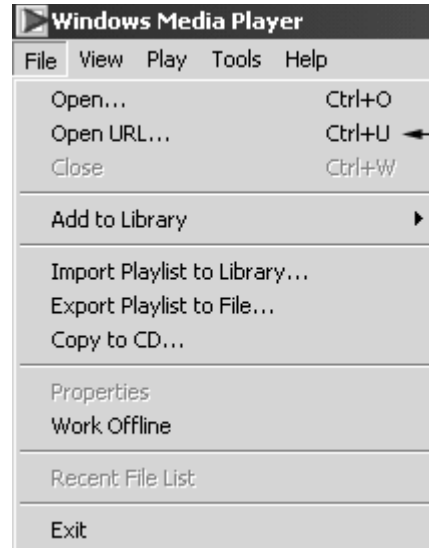 Windows Media Player
File View Play Tools Help
Open... Ctrl+O
Open URL... Ctrl+U
Close Ctrl+W
Add to Library
Import Playlist to Library...
Export Playlist to File...
Copy to CD...
Properties
Work Offline
Recent File List
Exit